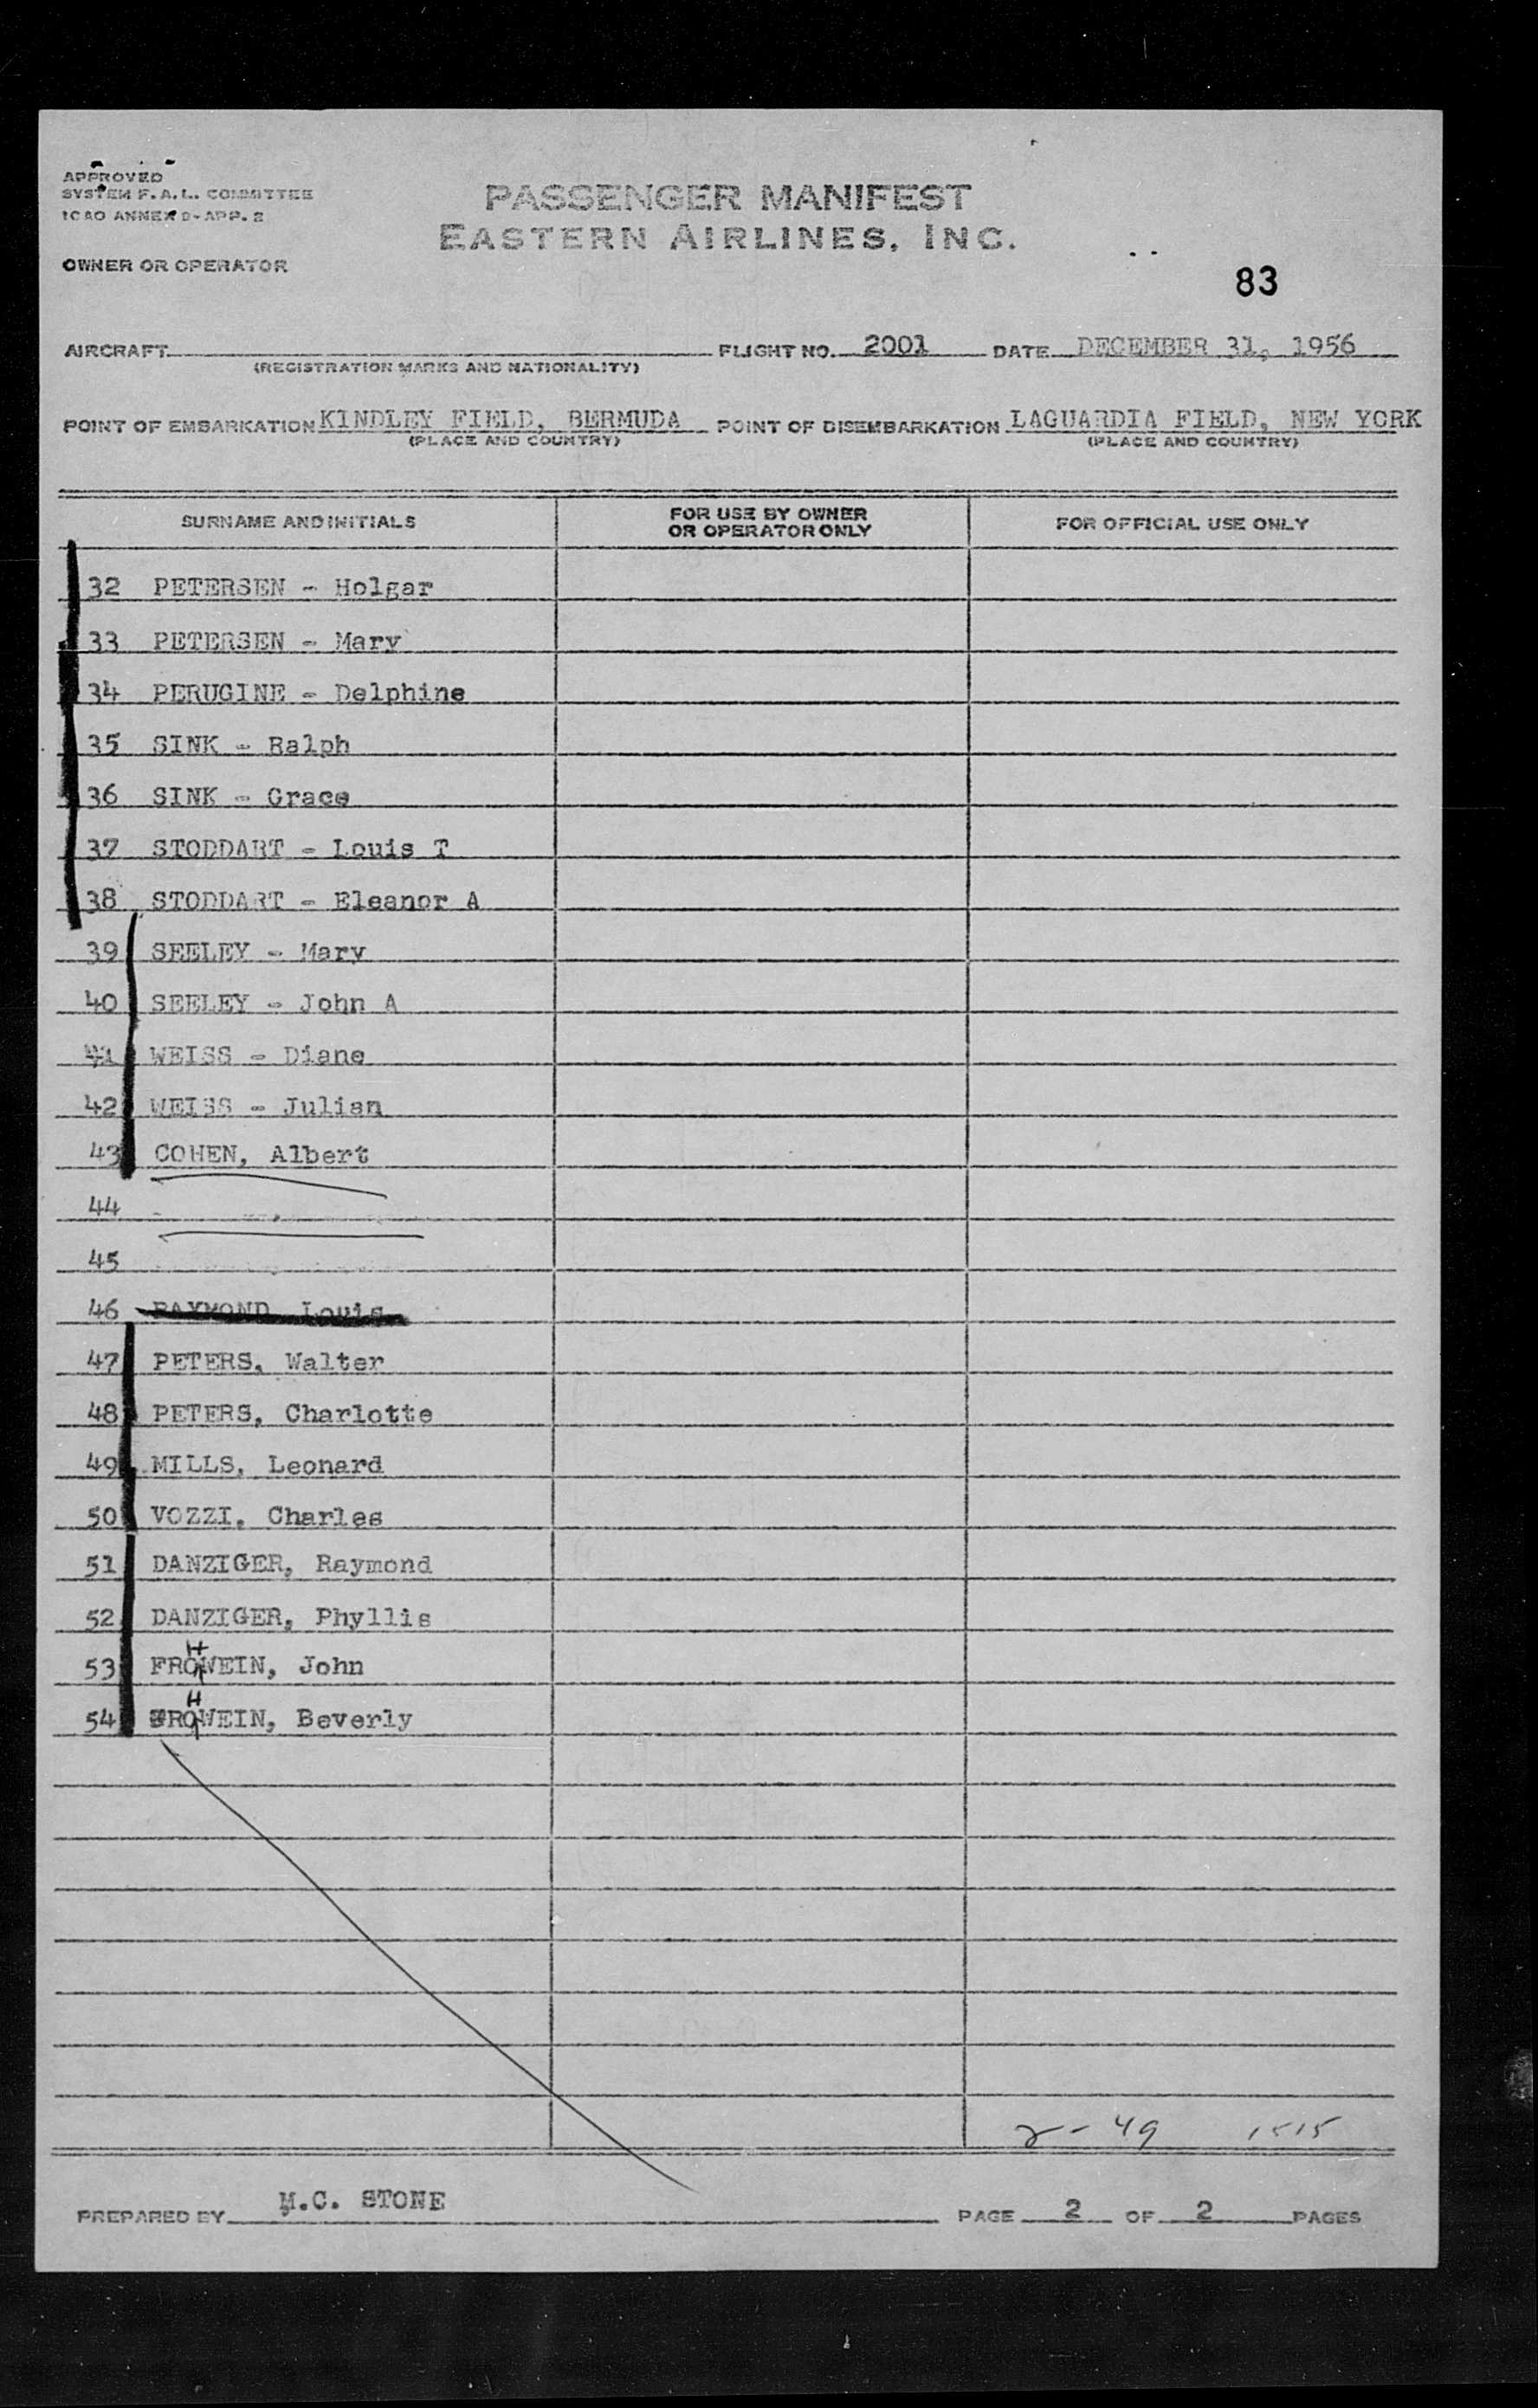 APPROVED
SYSTEM F.A.L. COMMITTEE
ICAO ANNEX 9-APP. 2
OWNER OR OPERATOR
PASSENGER MANIFEST
EASTERN AIRLINES, INC.
83
AIRCRAFT FLIGHT NO. 2001 DATE DECEMBER 31, 1956
(REGISTRATION MARKS AND NATIONALITY)
POINT OF EMBARKATION KINDLEY FIELD, BERMUDA POINT OF DISEMBARKATION LAGUARDIA FIELD, NEW YORK
(PLACE AND COUNTRY) (PLACE AND COUNTRY)
SURNAME AND INITIALS FOR USE BY OWNER OR OPERATOR ONLY FOR OFFICIAL USE ONLY
32 PETERSEN - Holgar
33 PETERSEN - Mary
34 PERUGINE - Delphine
35 SINK - Ralph
36 SINK - Grace
37 STODDART - Louis T
38 STODDART - Eleanor A
39 SEELEY - Mary
40 SEELEY - John A
41 WEISS - Diane
42 WEISS - Julian
43 COHEN, Albert
44
45
46 RAYMOND Louis
47 PETERS, Walter
48 PETERS, Charlotte
49 MILLS, Leonard
50 VOZZI, Charles
51 DANZIGER, Raymond
52 DANZIGER, Phyllis
53 FROHWEIN, John
54 FROHWEIN, Beverly
2 - 49 1515
PREPARED BY M.C. STONE PAGE 2 OF 2 PAGES